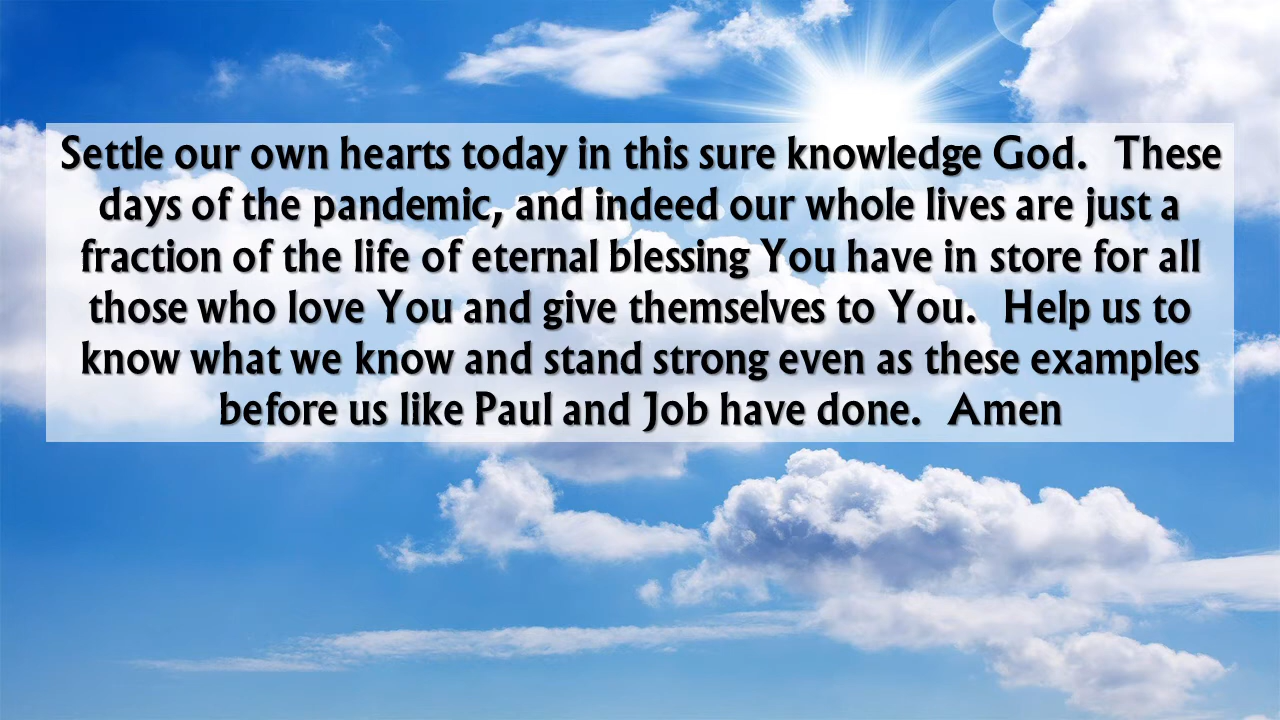 Settle our own hearts today in this sure knowledge God.  These
days of the pandemic, and indeed our whole lives are just a
fraction of the life of eternal blessing You have in store for all
those who love You and give themselves to You.  Help us to
know what we know and stand strong even as these examples
before us like Paul and Job have done.  Amen